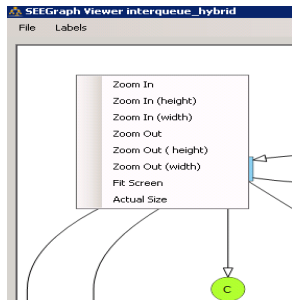 SEEGraph Viewer interqueue_hybrid
File Labels
Zoom In
Zoom In (height)
Zoom In (width)
Zoom Out
Zoom Out ( height)
Zoom Out (width)
Fit Screen
Actual Size
C